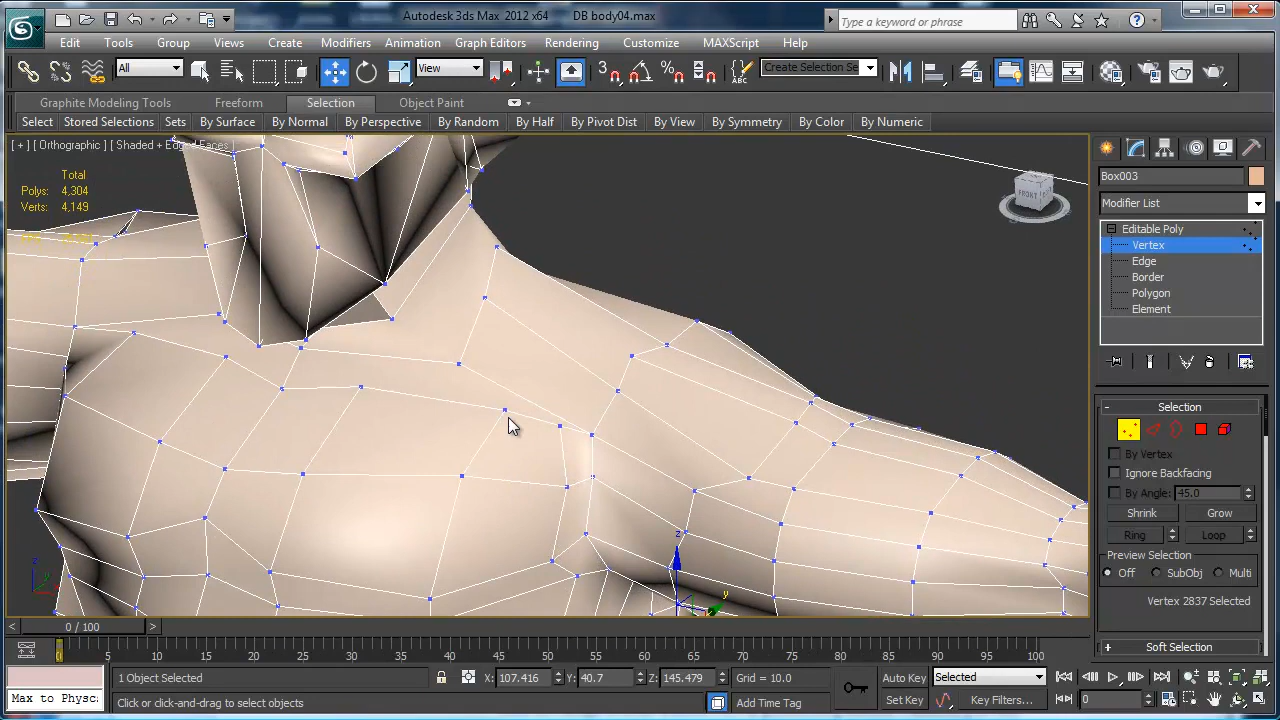 Autodesk 3ds Max 2012 x64 DB body04.max
Type a keyword or phrase
Edit Tools Group Views Create Modifiers Animation Graph Editors Rendering Customize MAXScript Help
All View Create Selection Se
Graphite Modeling Tools Freeform Selection Object Paint
Select Stored Selections Sets By Surface By Normal By Perspective By Random By Half By Pivot Dist By View By Symmetry By Color By Numeric
[ + ] [ Orthographic ] [ Shaded + Edged Faces ]
Total
Polys: 4,304
Verts: 4,149
FRONT
z
y
Box003
Modifier List
Editable Poly
Vertex
Edge
Border
Polygon
Element
- Selection
By Vertex
Ignore Backfacing
By Angle: 45.0
Shrink Grow
Ring Loop
Preview Selection
Off SubObj Multi
Vertex 2837 Selected
+ Soft Selection
< 0 / 100 >
0 5 10 15 20 25 30 35 40 45 50 55 60 65 70 75 80 85 90 95 100
1 Object Selected X: 107.416 Y: 40.7 Z: 145.479 Grid = 10.0 Auto Key Selected
Max to Physcs Click or click-and-drag to select objects Add Time Tag Set Key Key Filters... 0